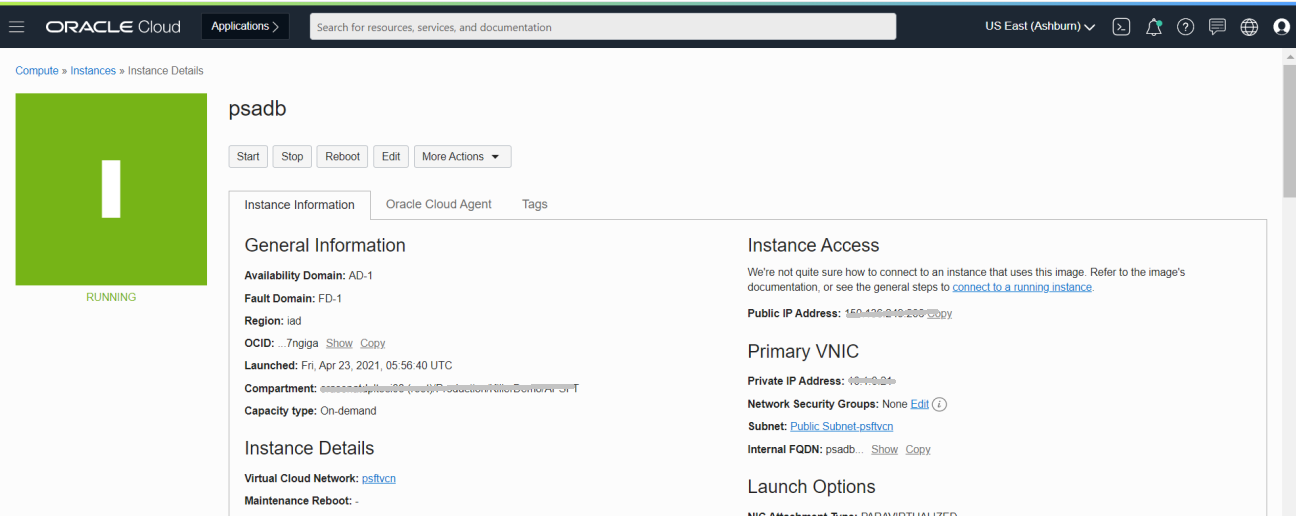 ORACLE Cloud
Applications >
Search for resources, services, and documentation
US East (Ashburn)
Compute » Instances » Instance Details
RUNNING
psadb
Start Stop Reboot Edit More Actions
Instance Information Oracle Cloud Agent Tags
General Information
Availability Domain: AD-1
Fault Domain: FD-1
Region: iad
OCID: ...7ngiga Show Copy
Launched: Fri, Apr 23, 2021, 05:56:40 UTC
Compartment:
Capacity type: On-demand
Instance Details
Virtual Cloud Network: psftvcn
Maintenance Reboot: -
Instance Access
We're not quite sure how to connect to an instance that uses this image. Refer to the image's
documentation, or see the general steps to connect to a running instance.
Public IP Address: Copy
Primary VNIC
Private IP Address:
Network Security Groups: None Edit i
Subnet: Public Subnet-psftvcn
Internal FQDN: psadb... Show Copy
Launch Options
NIC Attachment Type: PARAVIRTUALIZED